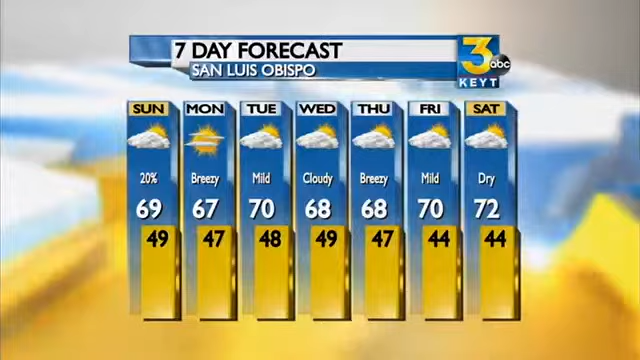 7 DAY FORECAST
SAN LUIS OBISPO
3 abc
KEYT
SUN MON TUE WED THU FRI SAT
20% Breezy Mild Cloudy Breezy Mild Dry
69 67 70 68 68 70 72
49 47 48 49 47 44 44